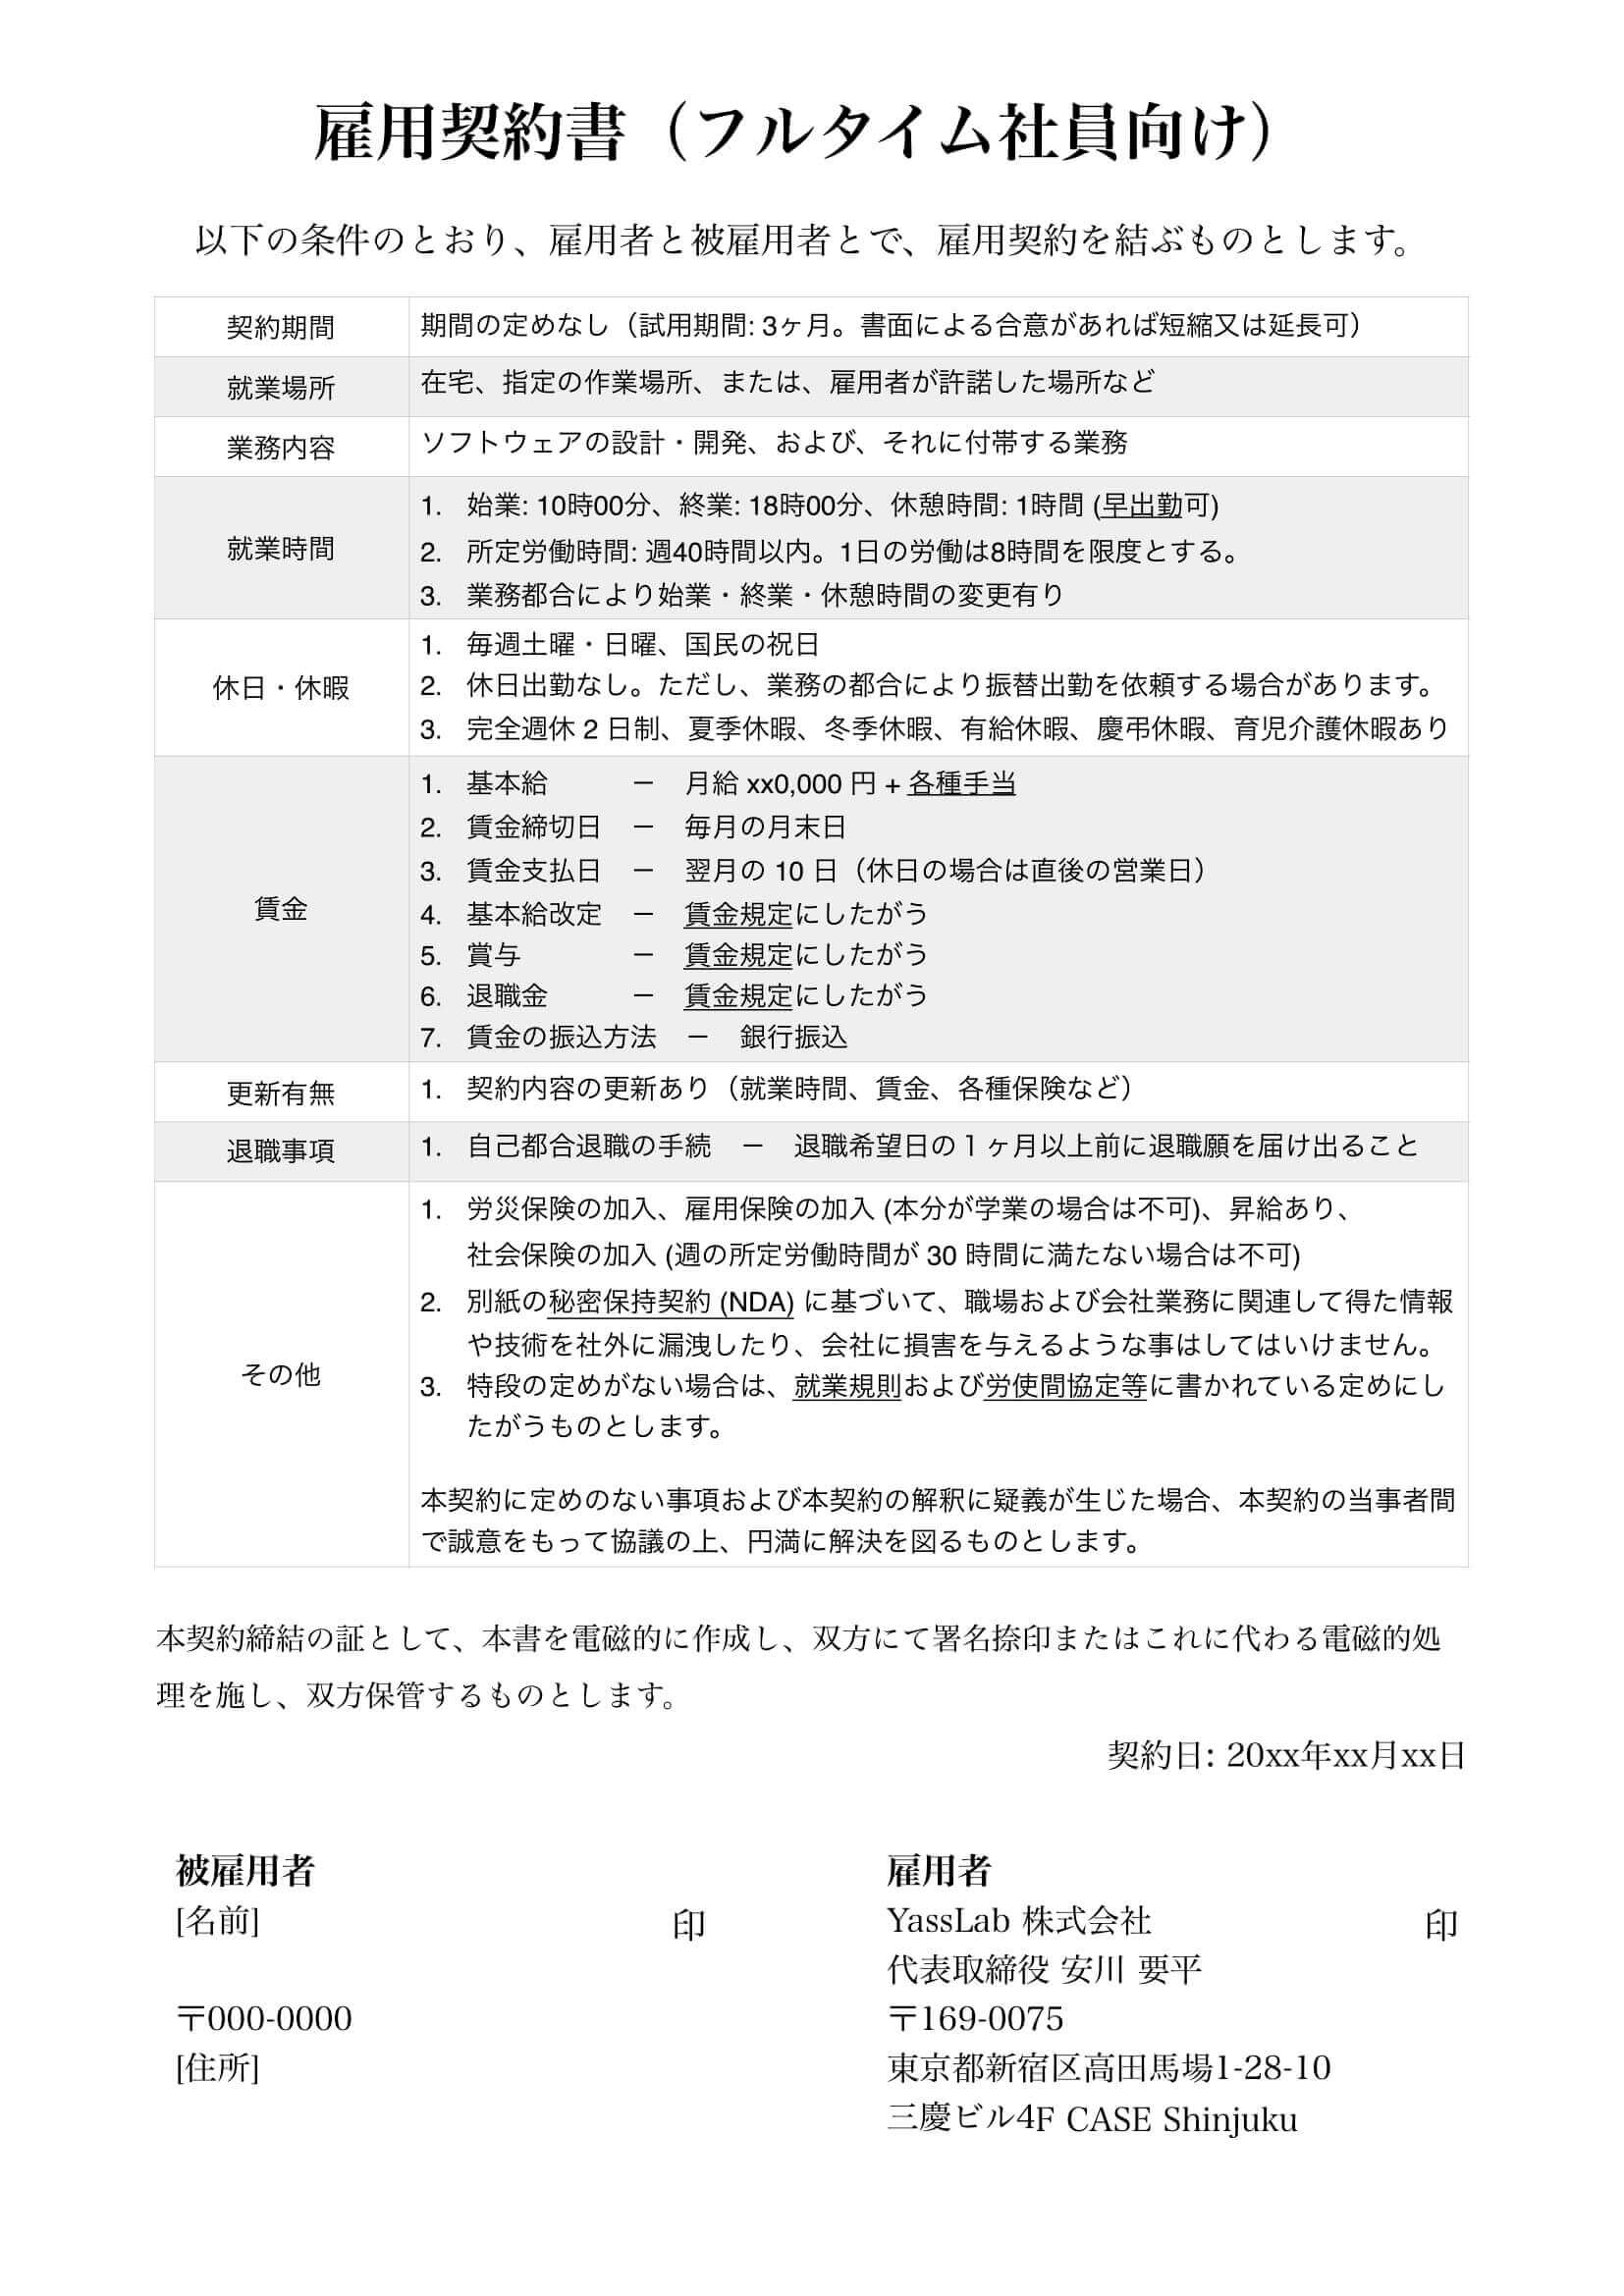 雇用契約書（フルタイム社員向け）
以下の条件のとおり、雇用者と被雇用者とで、雇用契約を結ぶものとします。
契約期間
期間の定めなし（試用期間: 3ヶ月。書面による合意があれば短縮又は延長可）
就業場所
在宅、指定の作業場所、または、雇用者が許諾した場所など
業務内容
ソフトウェアの設計・開発、および、それに付帯する業務
就業時間
1. 始業: 10時00分、終業: 18時00分、休憩時間: 1時間 (早出勤可)
2. 所定労働時間: 週40時間以内。1日の労働は8時間を限度とする。
3. 業務都合により始業・終業・休憩時間の変更有り
休日・休暇
1. 毎週土曜・日曜、国民の祝日
2. 休日出勤なし。ただし、業務の都合により振替出勤を依頼する場合があります。
3. 完全週休 2 日制、夏季休暇、冬季休暇、有給休暇、慶弔休暇、育児介護休暇あり
賃金
1. 基本給 － 月給 xx0,000 円 + 各種手当
2. 賃金締切日 － 毎月の月末日
3. 賃金支払日 － 翌月の 10 日（休日の場合は直後の営業日）
4. 基本給改定 － 賃金規定にしたがう
5. 賞与 － 賃金規定にしたがう
6. 退職金 － 賃金規定にしたがう
7. 賃金の振込方法 － 銀行振込
更新有無
1. 契約内容の更新あり（就業時間、賃金、各種保険など）
退職事項
1. 自己都合退職の手続 － 退職希望日の１ヶ月以上前に退職願を届け出ること
その他
1. 労災保険の加入、雇用保険の加入 (本分が学業の場合は不可)、昇給あり、
社会保険の加入 (週の所定労働時間が 30 時間に満たない場合は不可)
2. 別紙の秘密保持契約 (NDA) に基づいて、職場および会社業務に関連して得た情報
や技術を社外に漏洩したり、会社に損害を与えるような事はしてはいけません。
3. 特段の定めがない場合は、就業規則および労使間協定等に書かれている定めにし
たがうものとします。
本契約に定めのない事項および本契約の解釈に疑義が生じた場合、本契約の当事者間
で誠意をもって協議の上、円満に解決を図るものとします。
本契約締結の証として、本書を電磁的に作成し、双方にて署名捺印またはこれに代わる電磁的処
理を施し、双方保管するものとします。
契約日: 20xx年xx月xx日
被雇用者
[名前] 印
〒000-0000
[住所]
雇用者
YassLab 株式会社 印
代表取締役 安川 要平
〒169-0075
東京都新宿区高田馬場1-28-10
三慶ビル4F CASE Shinjuku